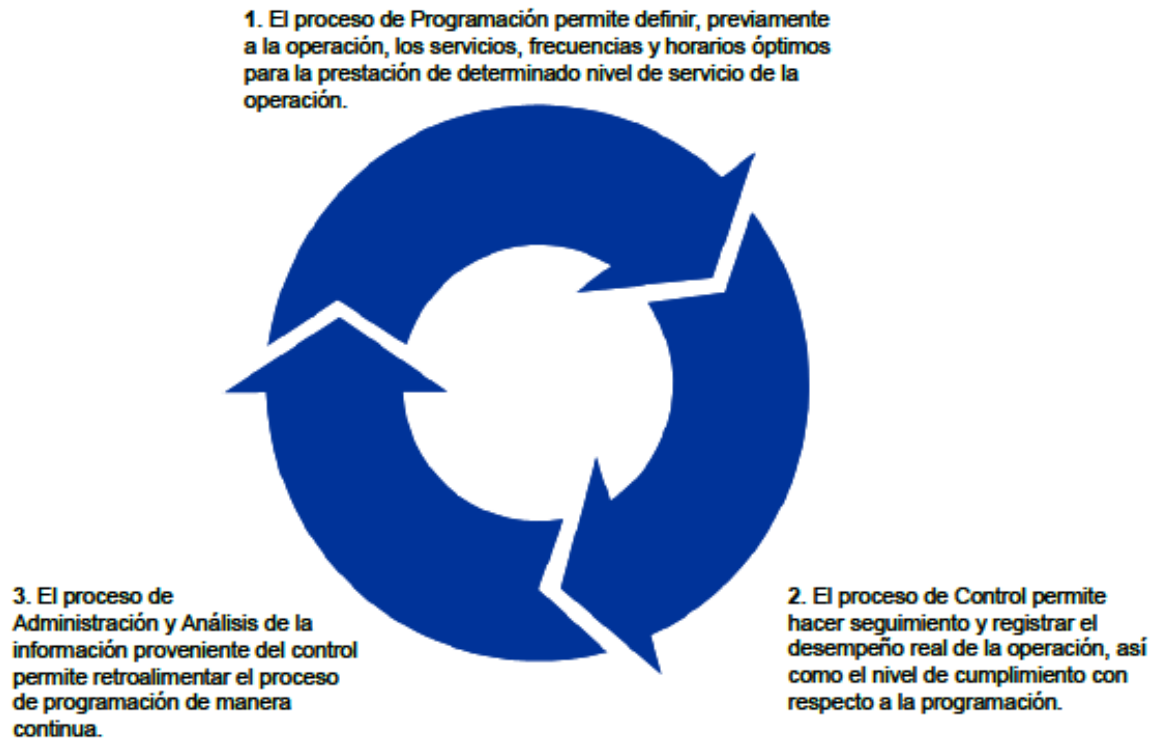 1. El proceso de Programación permite definir, previamente
a la operación, los servicios, frecuencias y horarios óptimos
para la prestación de determinado nivel de servicio de la
operación.
2. El proceso de Control permite
hacer seguimiento y registrar el
desempeño real de la operación, así
como el nivel de cumplimiento con
respecto a la programación.
3. El proceso de
Administración y Análisis de la
información proveniente del control
permite retroalimentar el proceso
de programación de manera
continua.